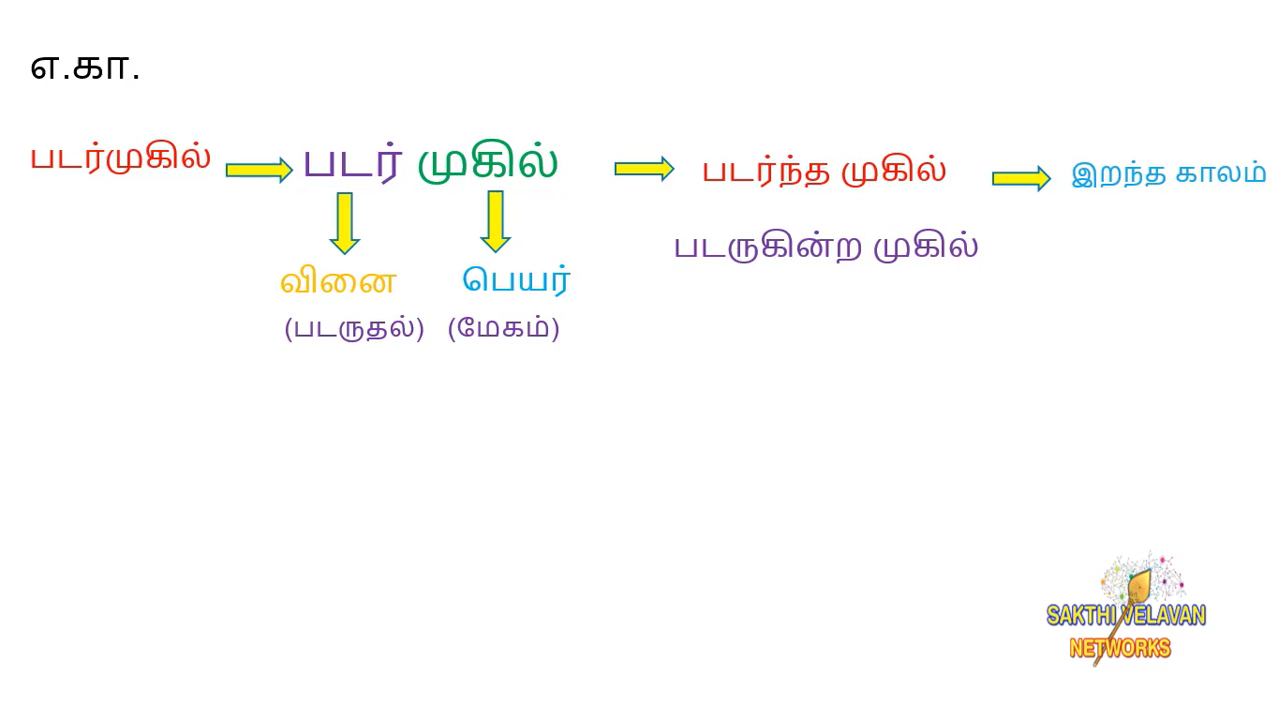 எ.கா.
படர்முகில் படர் முகில் படர்ந்த முகில் இறந்த காலம்
படருகின்ற முகில்
வினை பெயர்
(படருதல்) (மேகம்)
SAKTHI VELAVAN
NETWORKS